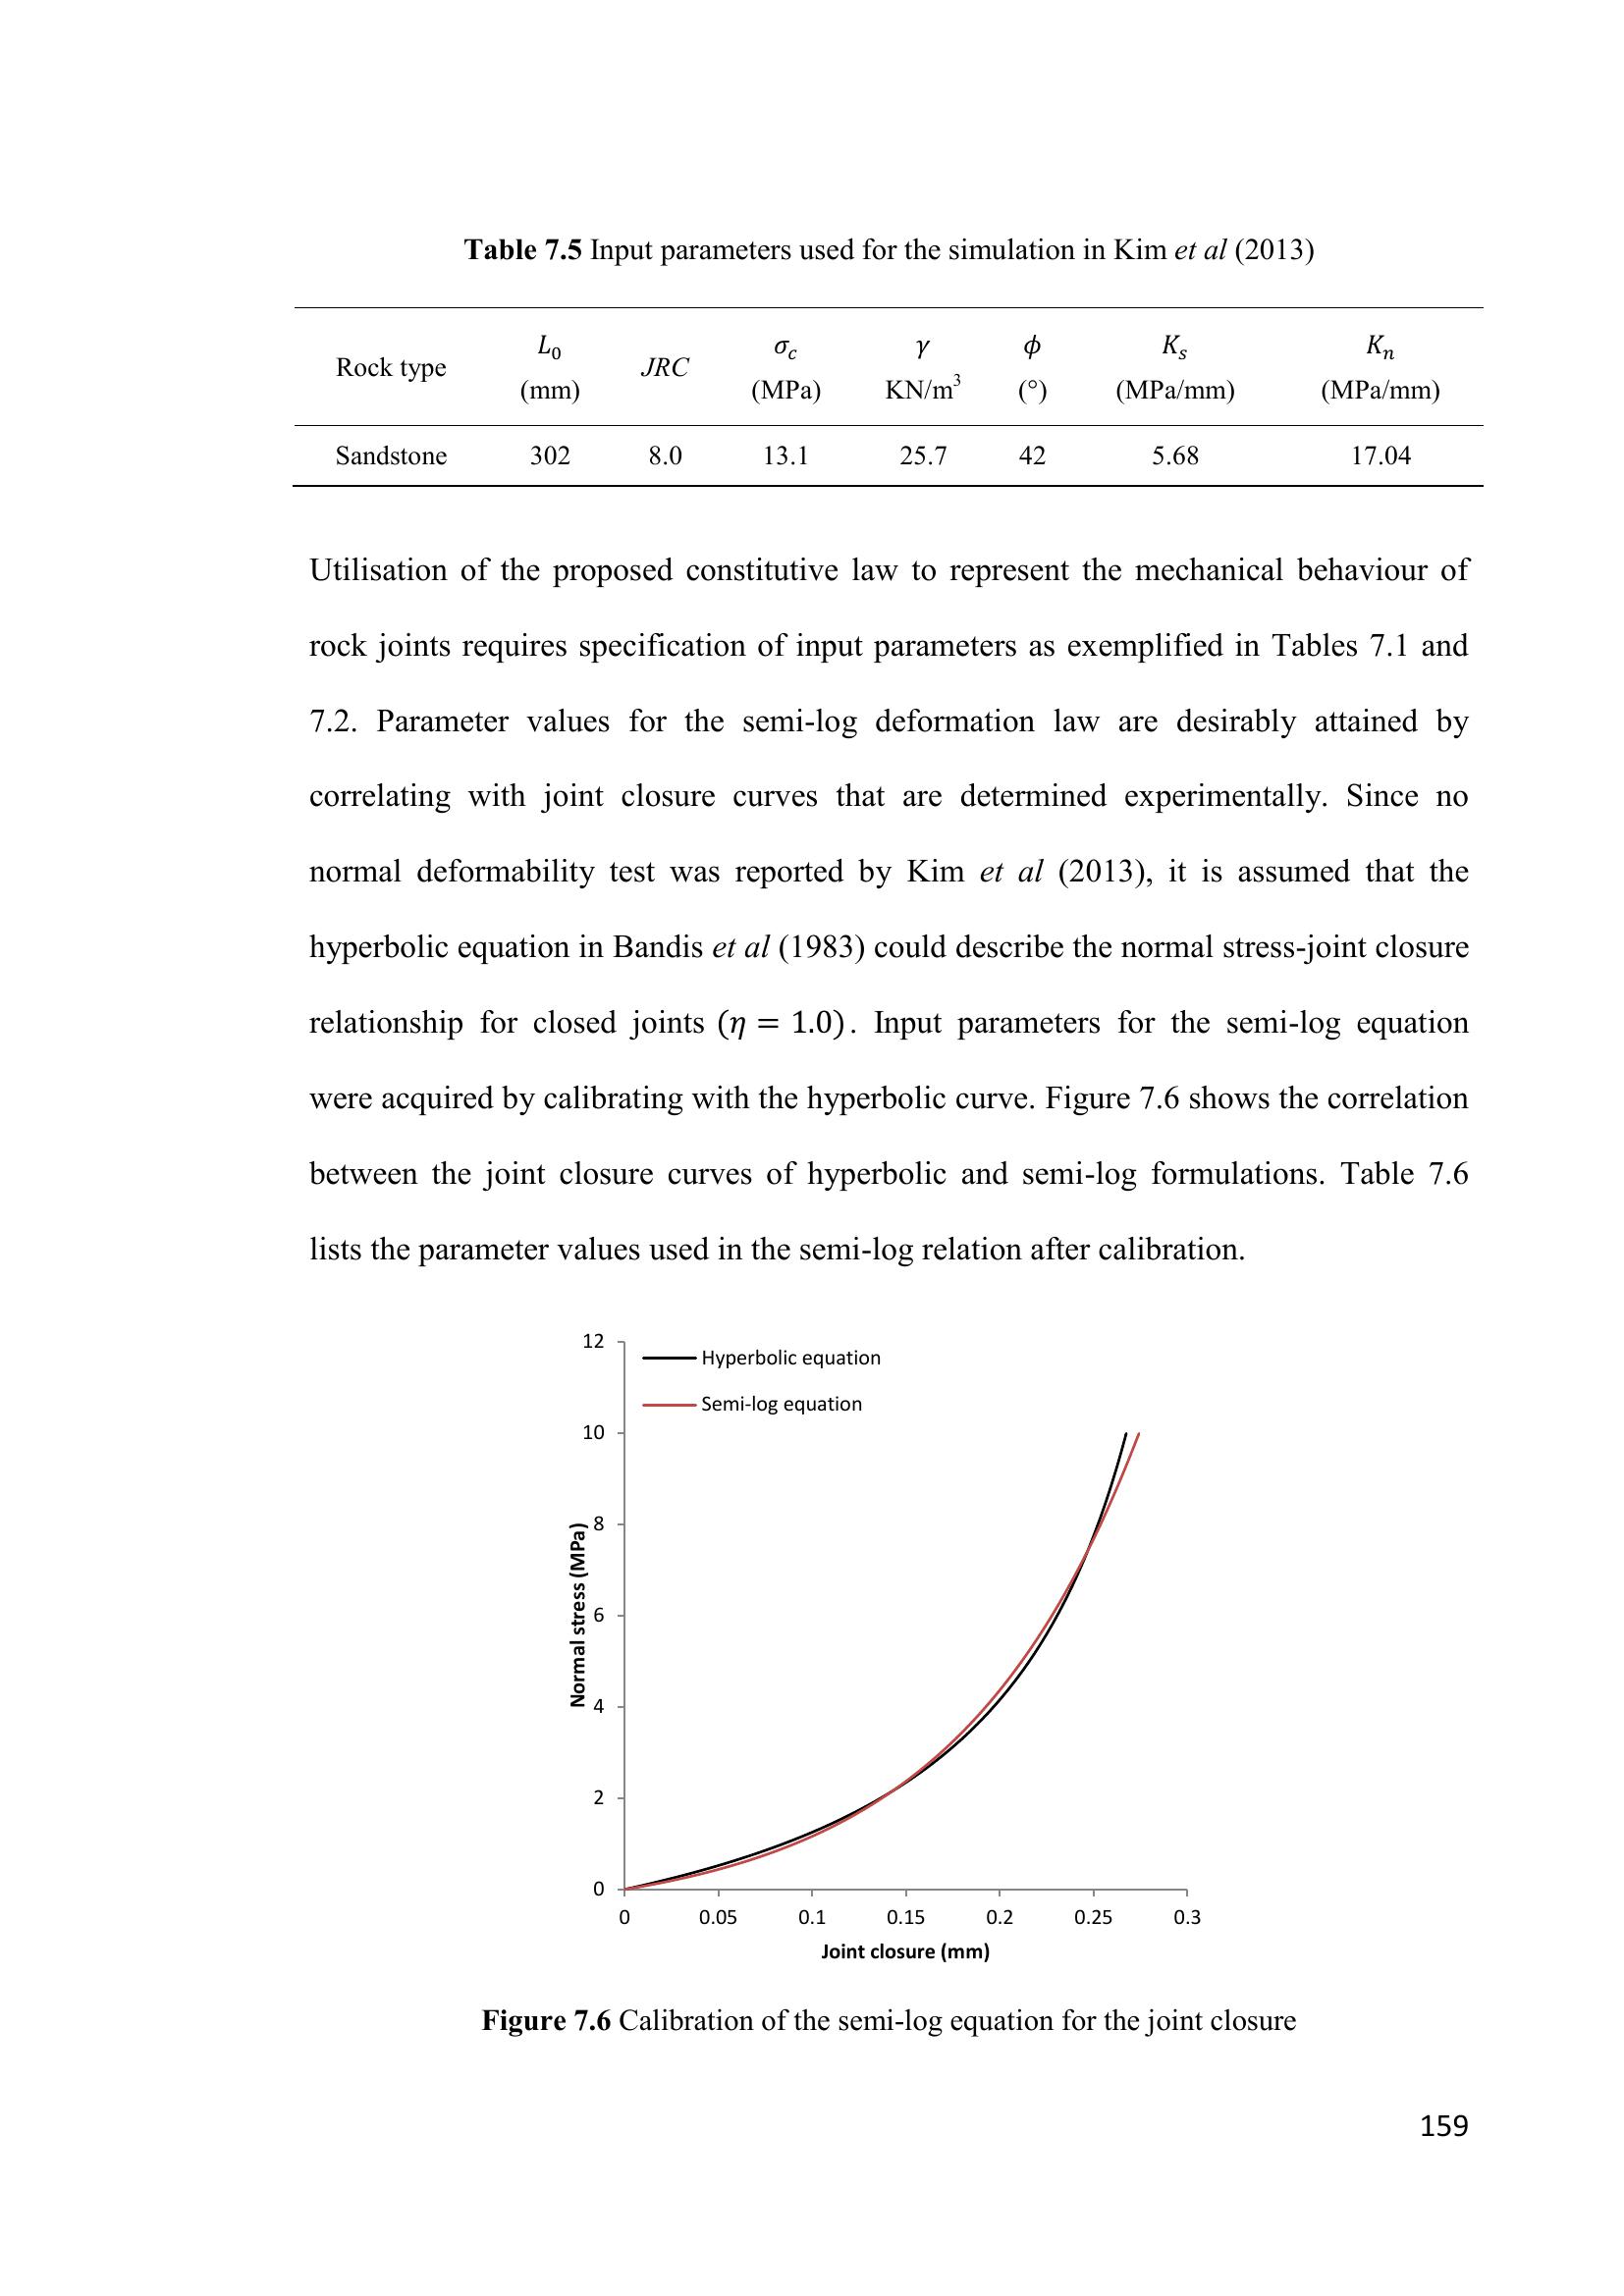 Table 7.5 Input parameters used for the simulation in Kim et al (2013)
Rock type L₀ (mm) JRC σ_c (MPa) γ KN/m³ ϕ (°) K_s (MPa/mm) K_n (MPa/mm)
Sandstone 302 8.0 13.1 25.7 42 5.68 17.04
Utilisation of the proposed constitutive law to represent the mechanical behaviour of
rock joints requires specification of input parameters as exemplified in Tables 7.1 and
7.2. Parameter values for the semi-log deformation law are desirably attained by
correlating with joint closure curves that are determined experimentally. Since no
normal deformability test was reported by Kim et al (2013), it is assumed that the
hyperbolic equation in Bandis et al (1983) could describe the normal stress-joint closure
relationship for closed joints (η = 1.0). Input parameters for the semi-log equation
were acquired by calibrating with the hyperbolic curve. Figure 7.6 shows the correlation
between the joint closure curves of hyperbolic and semi-log formulations. Table 7.6
lists the parameter values used in the semi-log relation after calibration.
12
Hyperbolic equation
Semi-log equation
10
8
6
4
2
0
Normal stress (MPa)
0 0.05 0.1 0.15 0.2 0.25 0.3
Joint closure (mm)
Figure 7.6 Calibration of the semi-log equation for the joint closure
159